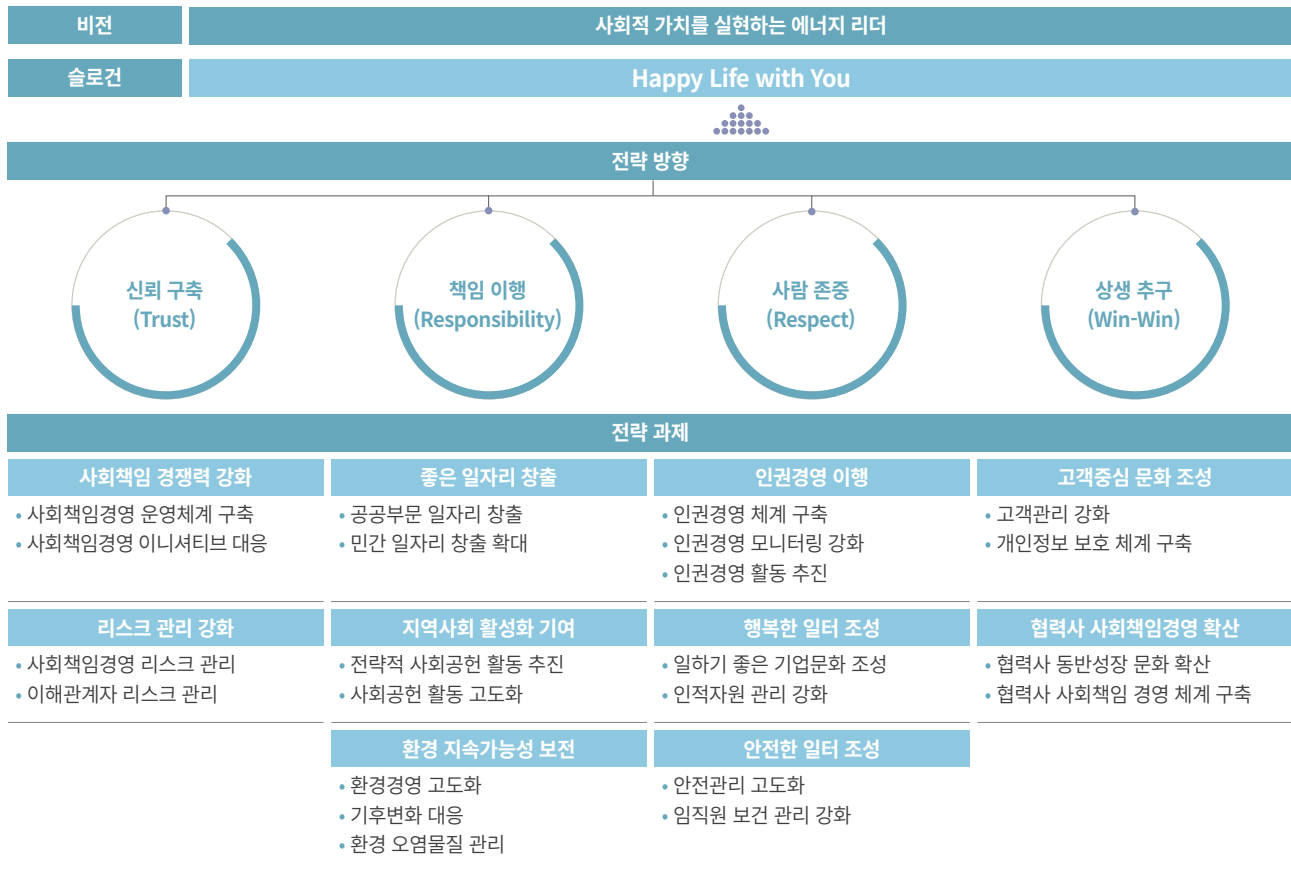 비전
사회적 가치를 실현하는 에너지 리더
슬로건
Happy Life with You
전략 방향
신뢰 구축
(Trust)
책임 이행
(Responsibility)
사람 존중
(Respect)
상생 추구
(Win-Win)
전략 과제
사회책임 경쟁력 강화
• 사회책임경영 운영체계 구축
• 사회책임경영 이니셔티브 대응
좋은 일자리 창출
• 공공부문 일자리 창출
• 민간 일자리 창출 확대
인권경영 이행
• 인권경영 체계 구축
• 인권경영 모니터링 강화
• 인권경영 활동 추진
고객중심 문화 조성
• 고객관리 강화
• 개인정보 보호 체계 구축
리스크 관리 강화
• 사회책임경영 리스크 관리
• 이해관계자 리스크 관리
지역사회 활성화 기여
• 전략적 사회공헌 활동 추진
• 사회공헌 활동 고도화
행복한 일터 조성
• 일하기 좋은 기업문화 조성
• 인적자원 관리 강화
협력사 사회책임경영 확산
• 협력사 동반성장 문화 확산
• 협력사 사회책임 경영 체계 구축
환경 지속가능성 보전
• 환경경영 고도화
• 기후변화 대응
• 환경 오염물질 관리
안전한 일터 조성
• 안전관리 고도화
• 임직원 보건 관리 강화